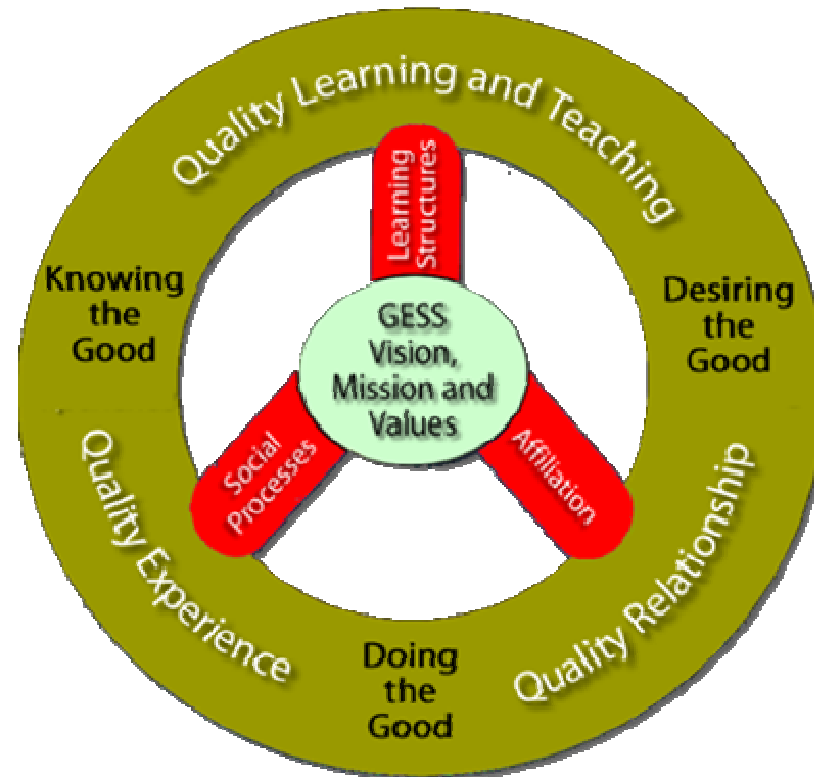 Quality Learning and Teaching
Learning
Structures
Knowing
the
Good
Desiring
the
Good
GESS
Vision,
Mission and
Values
Social
Processes
Affiliation
Quality Experience
Quality Relationship
Doing
the
Good